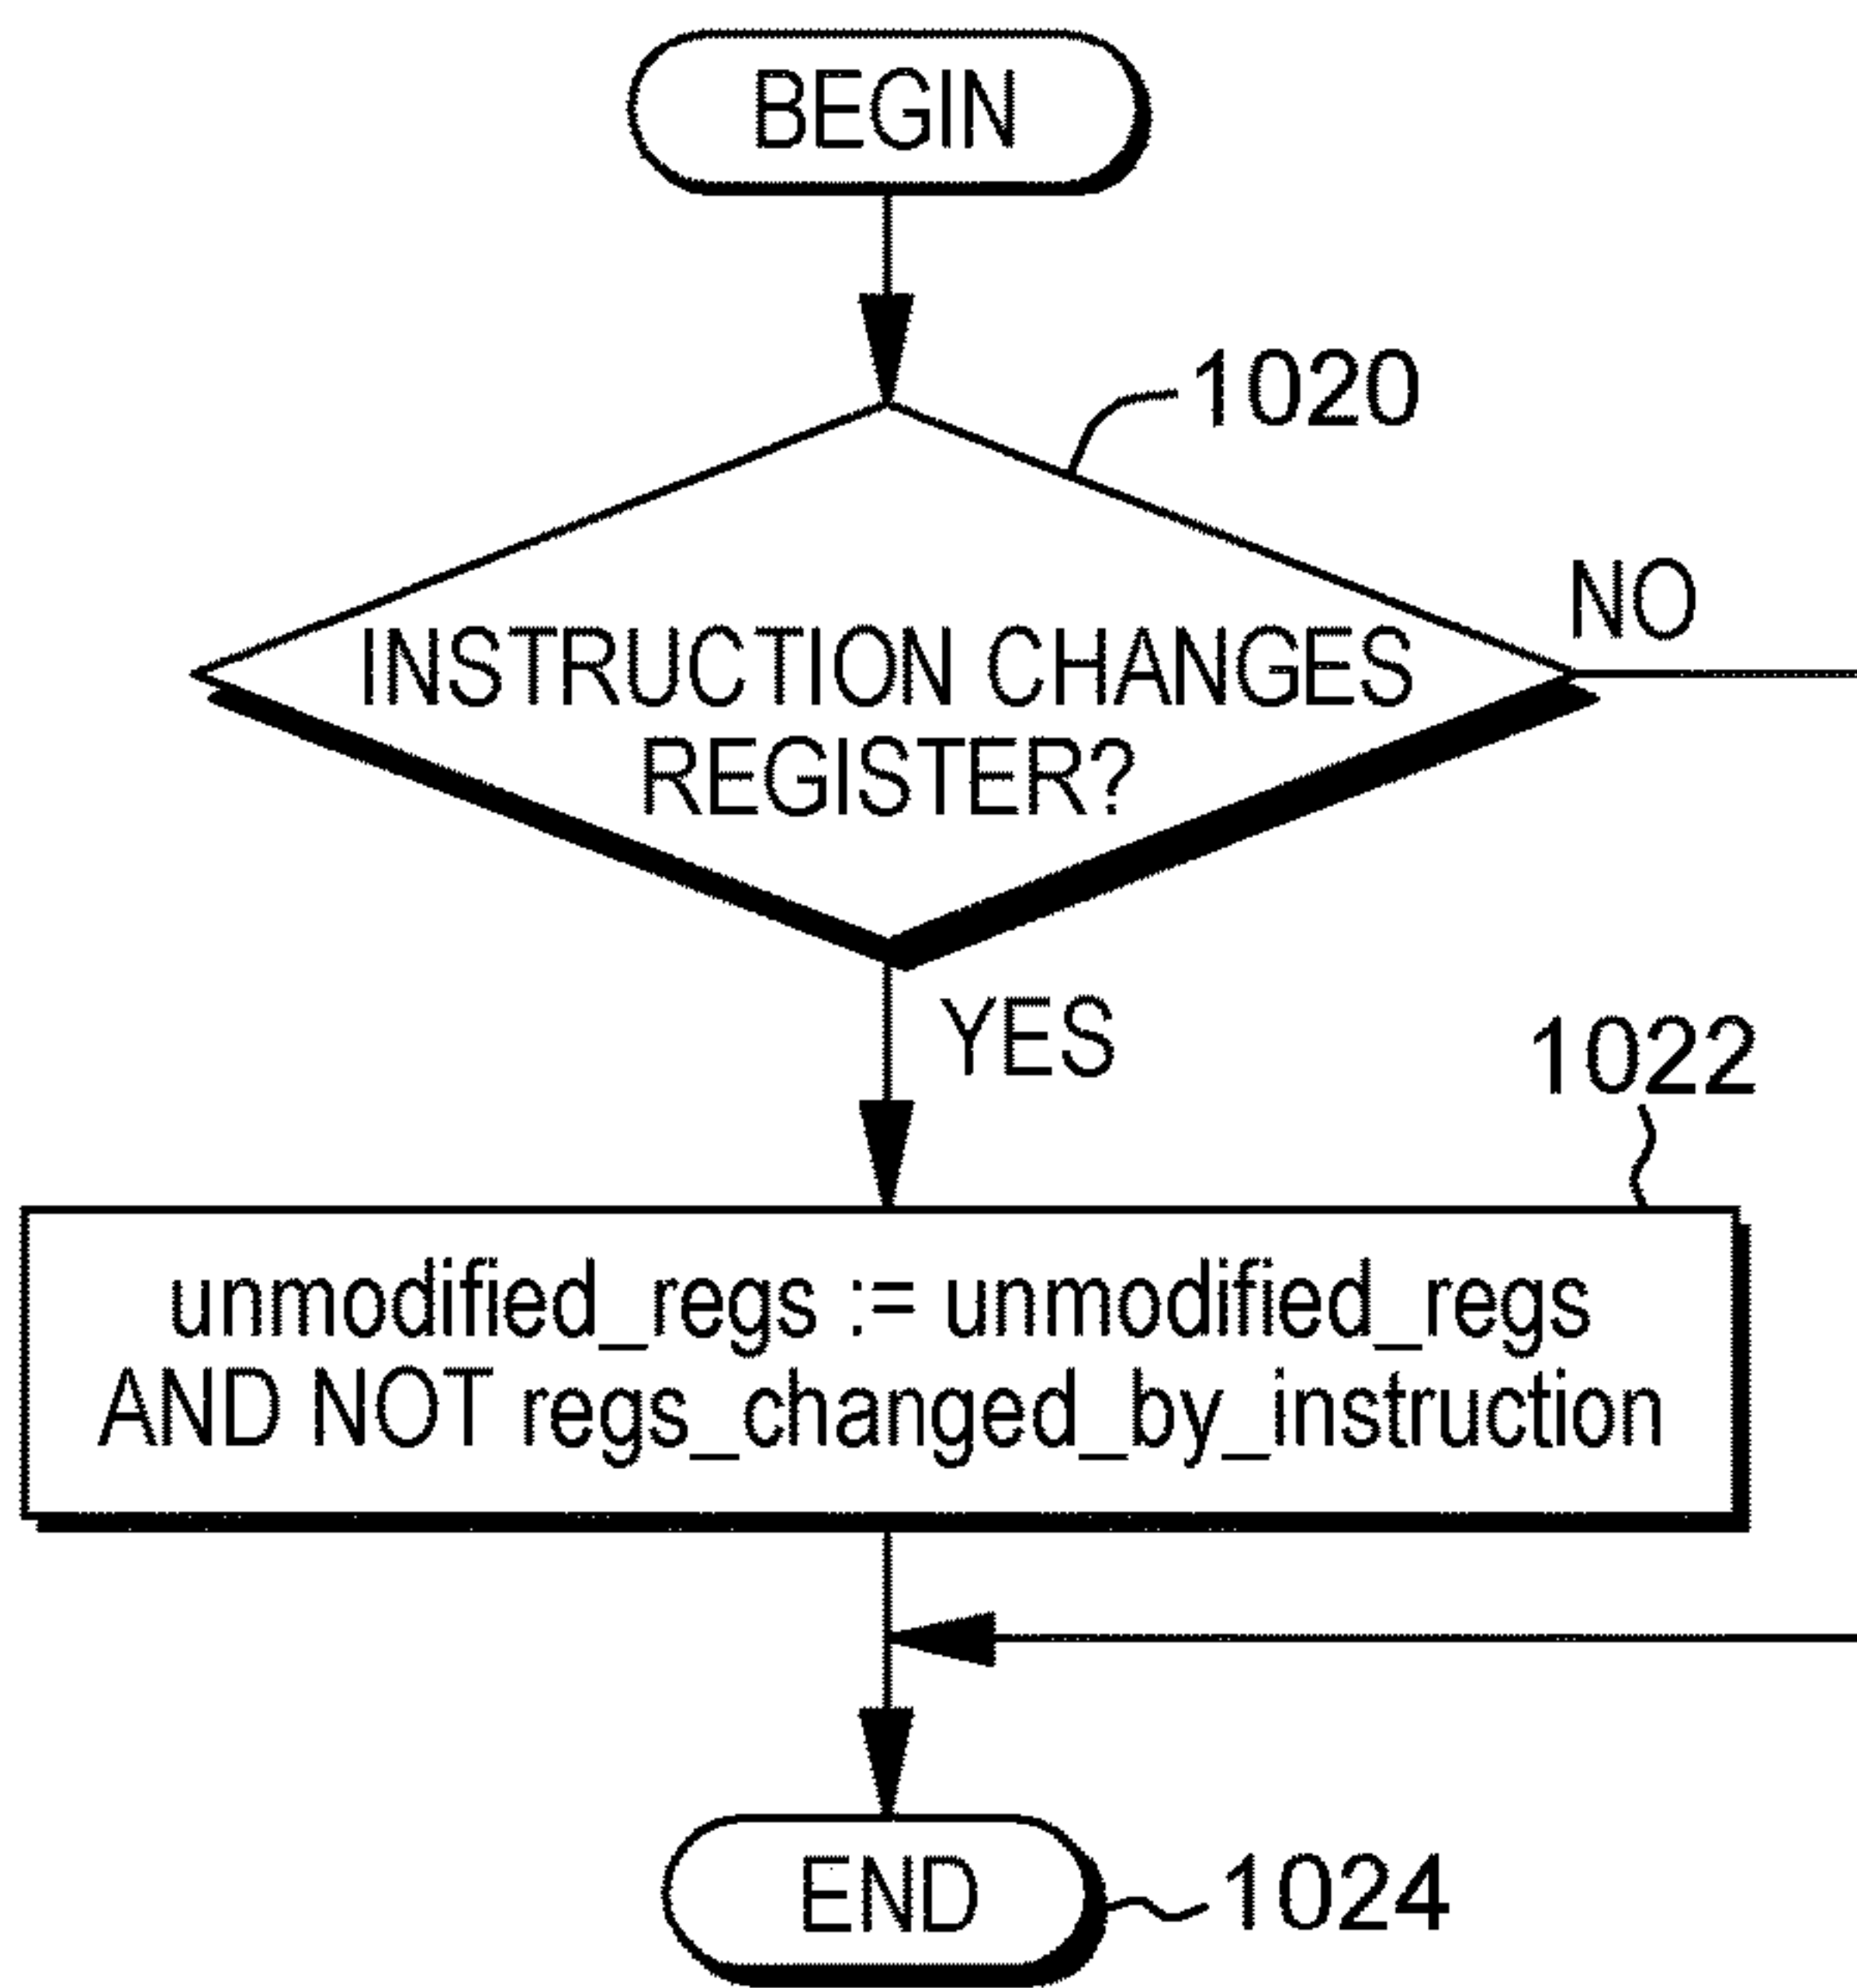 BEGIN
1020
NO
INSTRUCTION CHANGES
REGISTER?
YES
1022
unmodified_regs := unmodified_regs
AND NOT regs_changed_by_instruction
END
1024